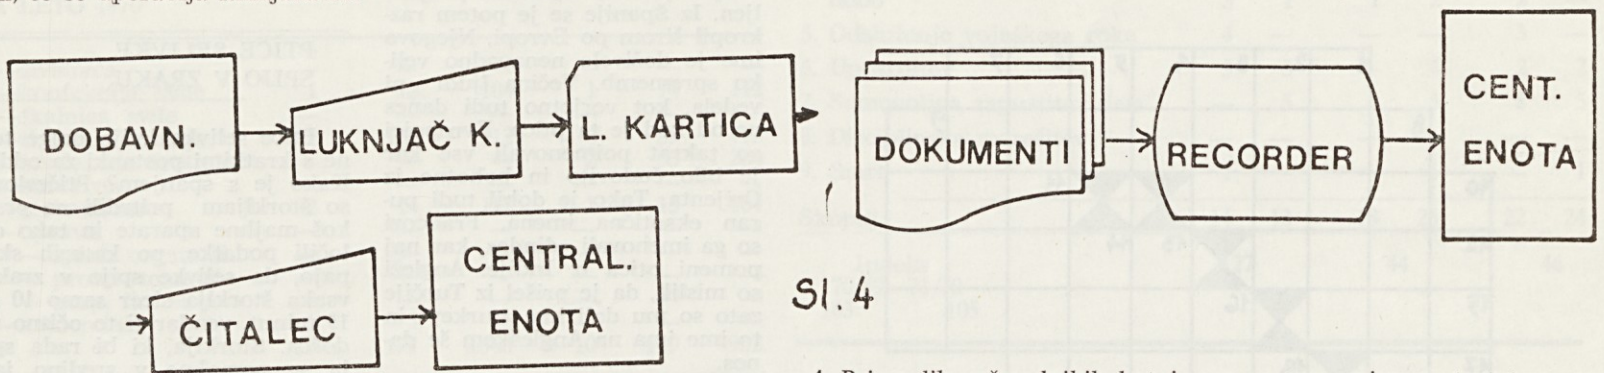 DOBAVN.
LUKNJAČ K.
L. KARTICA
ČITALEC
CENTRAL.
ENOTA
DOKUMENTI
RECORDER
CENT.
ENOTA
Sl. 4